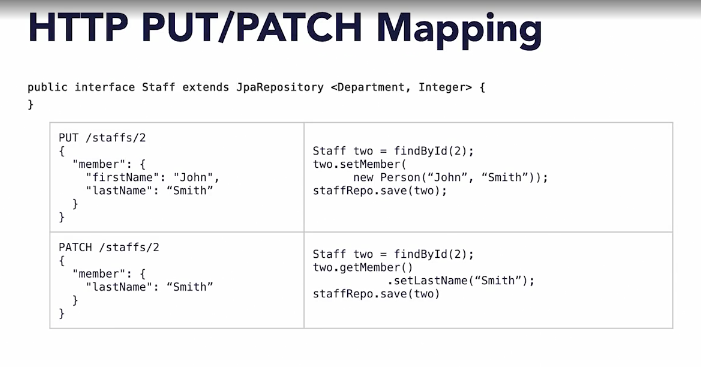 HTTP PUT/PATCH Mapping
public interface Staff extends JpaRepository <Department, Integer> {
}
PUT /staffs/2
{
"member": {
"firstName": "John",
"lastName": “Smith”
}
}
Staff two = findById(2);
two.setMember(
new Person(“John”, “Smith”));
staffRepo.save(two);
PATCH /staffs/2
{
"member": {
"lastName": “Smith”
}
}
Staff two = findById(2);
two.getMember()
.setLastName(“Smith”);
staffRepo.save(two)